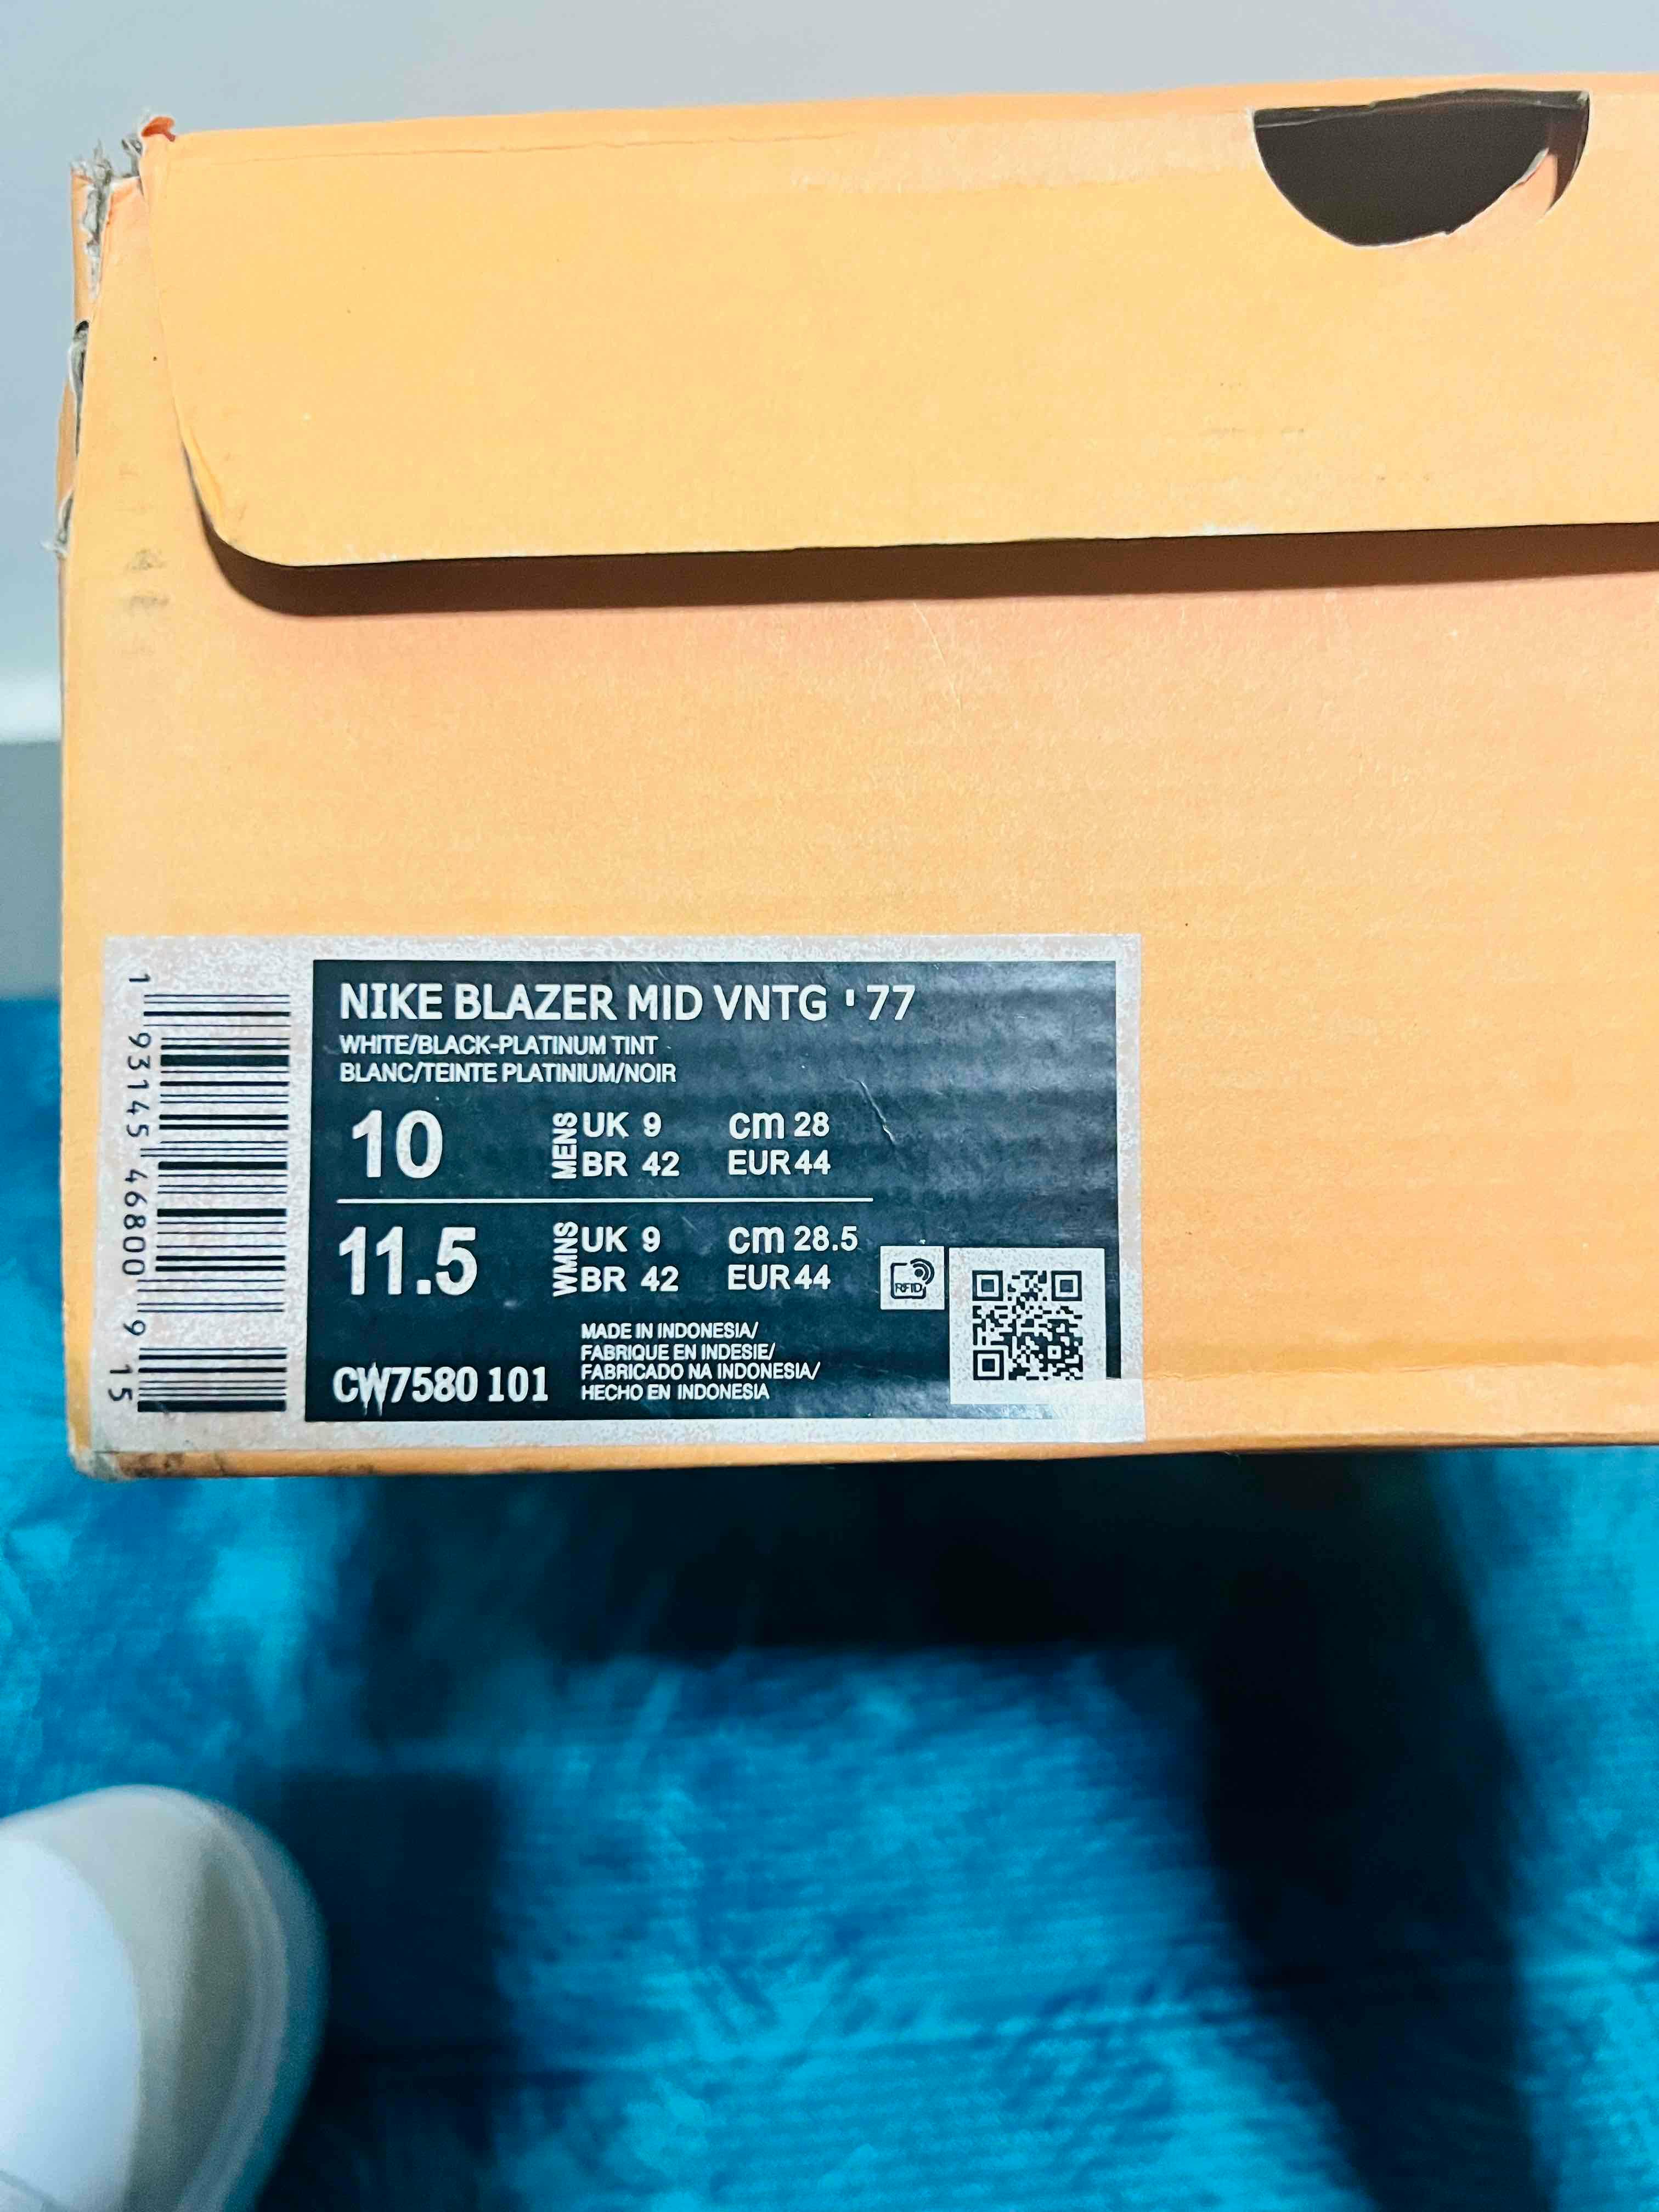 NIKE BLAZER MID VNTG '77
WHITE/BLACK-PLATINUM TINT
BLANC/TEINTE PLATINIUM/NOIR
10 MENS UK 9 cm 28
BR 42 EUR 44
11.5 WMNS UK 9 cm 28.5
BR 42 EUR 44
RFID
MADE IN INDONESIA/
FABRIQUE EN INDESIE/
FABRICADO NA INDONESIA/
HECHO EN INDONESIA
CW7580 101
1 93145 46800 9 15